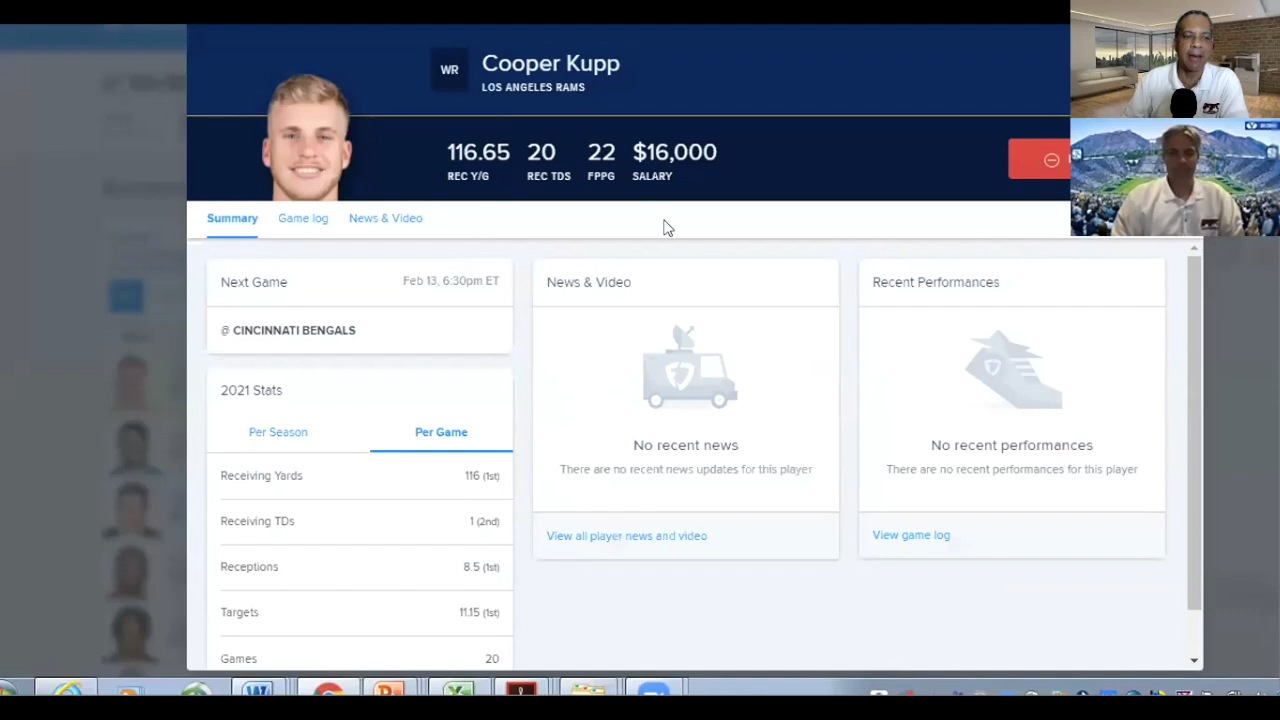 WR
Cooper Kupp
LOS ANGELES RAMS
116.65 20 22 $16,000
REC Y/G REC TDS FPPG SALARY
Summary Game log News & Video
Next Game Feb 13, 6:30pm ET
@ CINCINNATI BENGALS
2021 Stats
Per Season Per Game
Receiving Yards 116 (1st)
Receiving TDs 1 (2nd)
Receptions 8.5 (1st)
Targets 11.15 (1st)
Games 20
News & Video
No recent news
There are no recent news updates for this player
View all player news and video
Recent Performances
No recent performances
There are no recent performances for this player
View game log